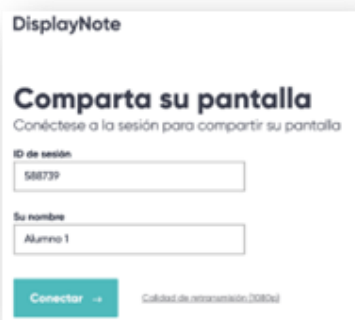 DisplayNote
Comparta su pantalla
Conéctese a la sesión para compartir su pantalla
ID de sesión
588739
Su nombre
Alumno 1
Conectar →
Calidad de retransmisión (1080p)